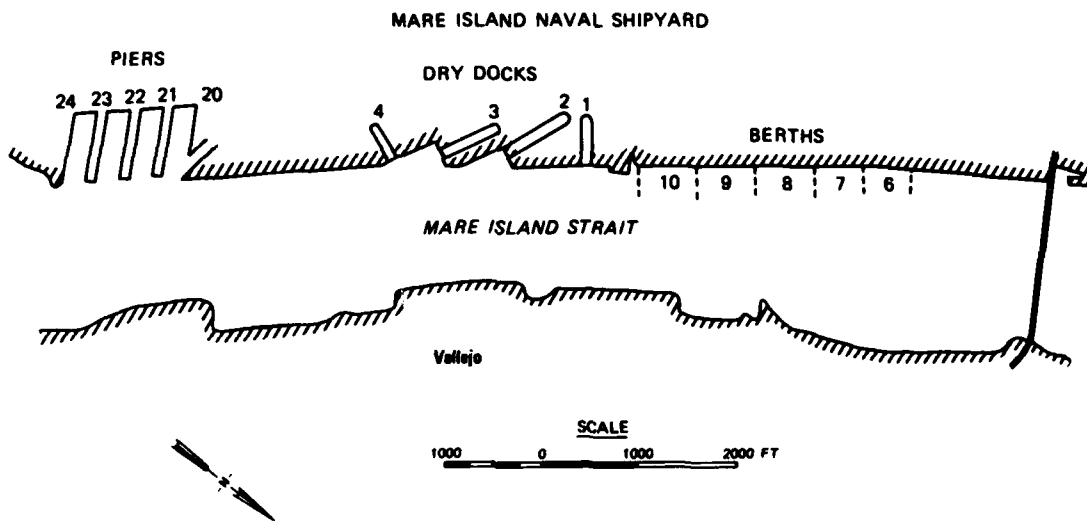 MARE ISLAND NAVAL SHIPYARD
PIERS
DRY DOCKS
24 23 22 21 20
4 3 2 1
BERTHS
10 9 8 7 6
MARE ISLAND STRAIT
Vallejo
SCALE
1000 0 1000 2000 FT
N